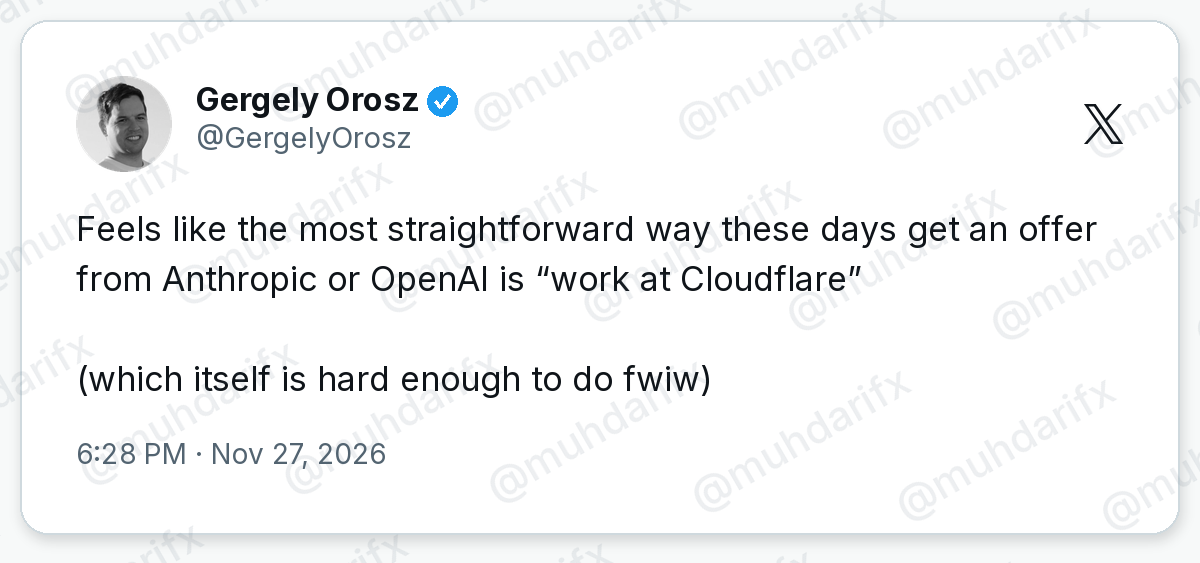 Gergely Orosz
@GergelyOrosz
Feels like the most straightforward way these days get an offer
from Anthropic or OpenAI is “work at Cloudflare”
(which itself is hard enough to do fwiw)
6:28 PM · Nov 27, 2026
@muhdarifx